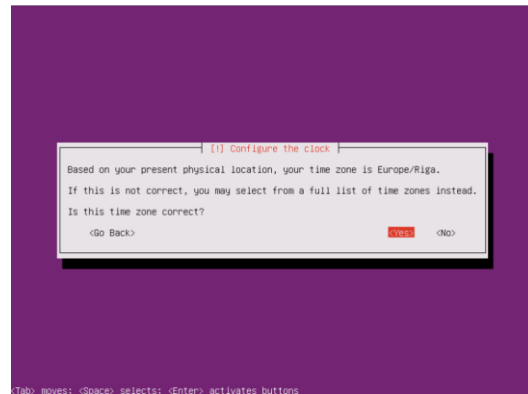 [!] Configure the clock
Based on your present physical location, your time zone is Europe/Riga.
If this is not correct, you may select from a full list of time zones instead.
Is this time zone correct?
<Go Back> <Yes> <No>
<Tab> moves; <Space> selects; <Enter> activates buttons